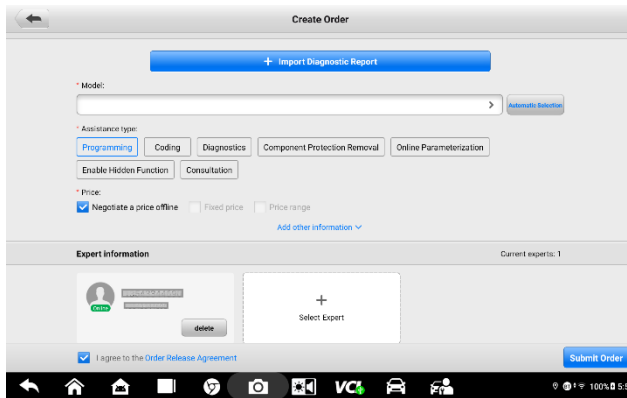 Create Order
+ Import Diagnostic Report
* Model:
Automatic Selection
* Assistance type:
Programming Coding Diagnostics Component Protection Removal Online Parameterization
Enable Hidden Function Consultation
* Price:
Negotiate a price offline Fixed price Price range
Add other information
Expert information Current experts: 1
Online
delete
+
Select Expert
I agree to the Order Release Agreement Submit Order
VCI 100%